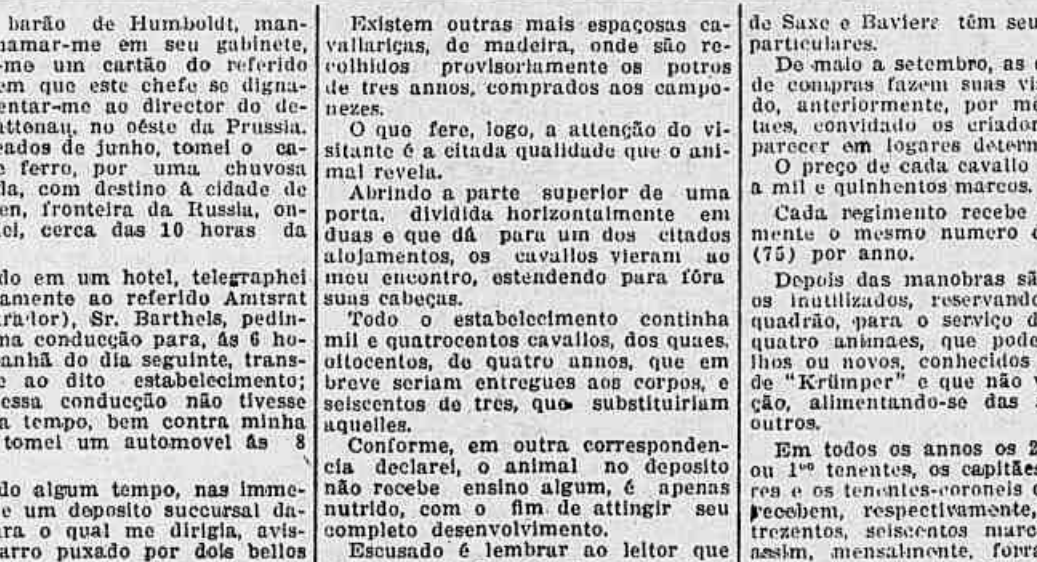 barão de Humboldt, man-
amar-me em seu gabinete,
-me um cartão do referido
em que este chefe se digna-
entar-me ao director do de-
attenau, no oéste da Prussia.
eados de junho, tomei o ca-
ferro, por uma chuvosa
da, com destino á cidade de
en, fronteira da Russia, on-
ei, cerca das 10 horas da
do em um hotel, telegraphei
amente ao referido Amtsrat
Sr. Barthels, pedin-
ma conducção para, ás 6 ho-
anhã do dia seguinte, trans-
e ao dito estabelecimento;
essa conducção não tivesse
a tempo, bem contra minha
tomei um automovel ás 8
do algum tempo, nas imme-
e um deposito succursal da-
ra o qual me dirigia, avis-
arro puxado por dois bellos
Existem outras mais espaçosas ca-
vallariças, de madeira, onde são re-
colhidos provisoriamente os potros
de tres annos, comprados aos campo-
nezes.
O que fere, logo, a attenção do vi-
sitante é a citada qualidade que o ani-
mal revela.
Abrindo a parte superior de uma
porta, dividida horizontalmente em
duas e que dá para um dos citados
alojamentos, os cavallos vieram ao
meu encontro, estendendo para fóra
suas cabeças.
Todo o estabelecimento continha
mil e quatrocentos cavallos, dos quaes,
oitocentos, de quatro annos, que em
breve seriam entregues aos corpos, e
seiscentos de tres, que substituiriam
aquelles.
Conforme, em outra corresponden-
cia declarei, o animal no deposito
não recebe ensino algum, é apenas
nutrido, com o fim de attingir seu
completo desenvolvimento.
Escusado é lembrar ao leitor que
de Saxe e Baviere têm seu
particulares.
De maio a setembro, as
de compras fazem suas vi
do, anteriormente, por me
taes, convidado os criador
parecer em logares determ
O preço de cada cavallo
a mil e quinhentos marcos.
Cada regimento recebe
mente o mesmo numero
(75) por anno.
Depois das manobras sã
os inutilizados, reservando
quadrão, para o serviço d
quatro animaes, que pode
lhos ou novos, conhecidos
de "Krümper" e que não v
ção, alimentando-se das
outros.
Em todos os annos os 2
ou 1ºº tenentes, os capitães
res e os tenentes-coroneis
recebem, respectivamente,
trezentos, seiscentos marc
assim, mensalmente, forra